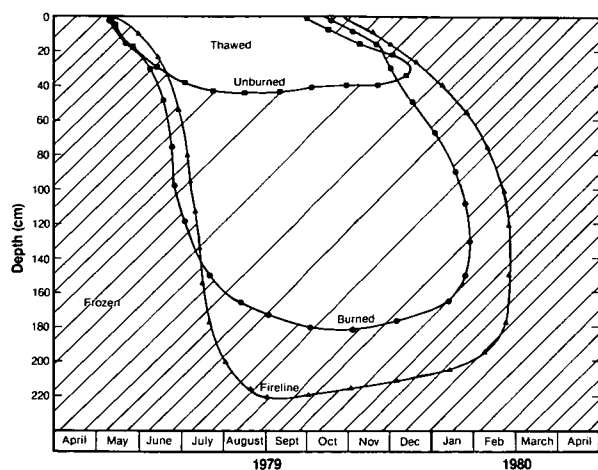 0
20
40
60
80
100
120
140
160
180
200
220
Depth (cm)
Thawed
Unburned
Frozen
Burned
Fireline
April May June July August Sept Oct Nov Dec Jan Feb March April
1979 1980